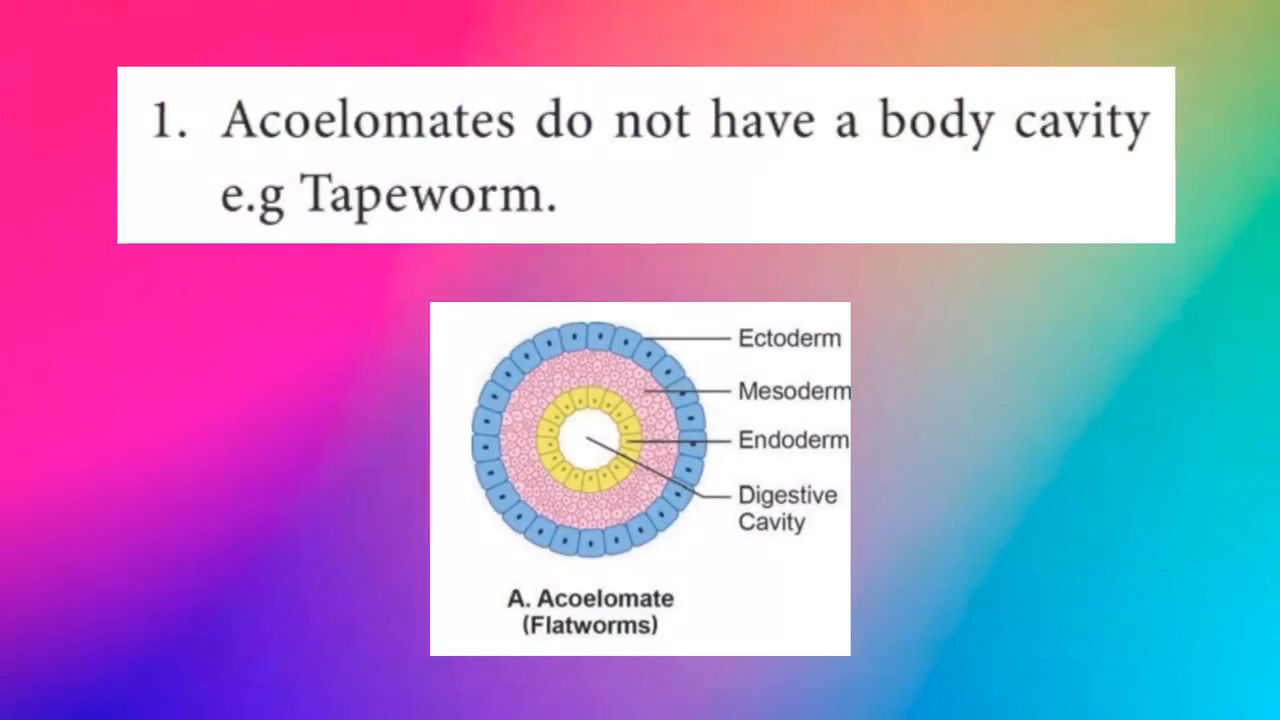 1. Acoelomates do not have a body cavity
e.g Tapeworm.
Ectoderm
Mesoderm
Endoderm
Digestive
Cavity
A. Acoelomate
(Flatworms)